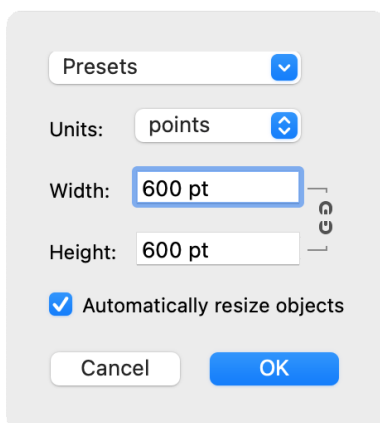 Presets
Units: points
Width: 600 pt
Height: 600 pt
Automatically resize objects
Cancel OK